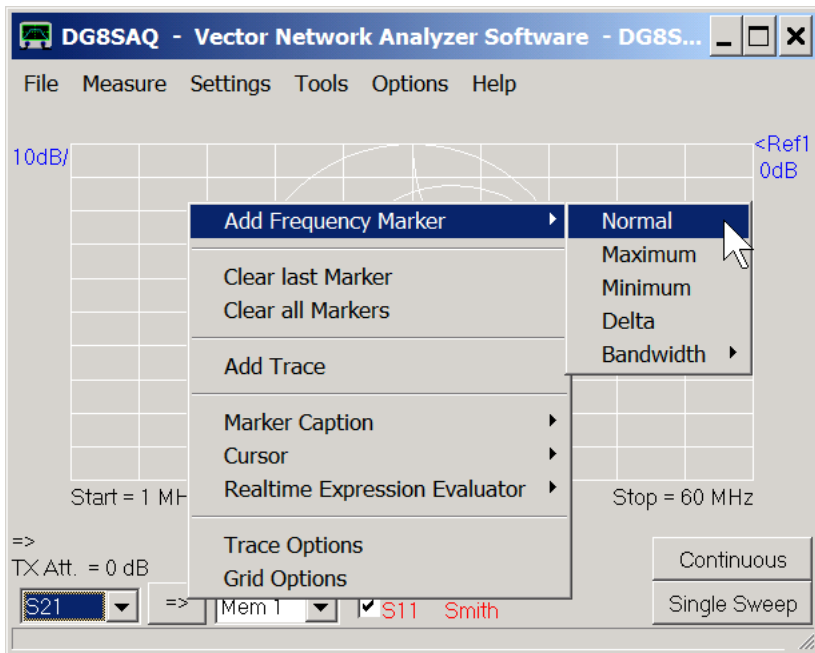 DG8SAQ - Vector Network Analyzer Software - DG8S...
File Measure Settings Tools Options Help
10dB/
<Ref1
0dB
Add Frequency Marker
Clear last Marker
Clear all Markers
Add Trace
Marker Caption
Cursor
Realtime Expression Evaluator
Trace Options
Grid Options
Normal
Maximum
Minimum
Delta
Bandwidth
Start = 1 MH
Stop = 60 MHz
=>
TX Att. = 0 dB
Continuous
S21 => Mem 1 S11 Smith
Single Sweep